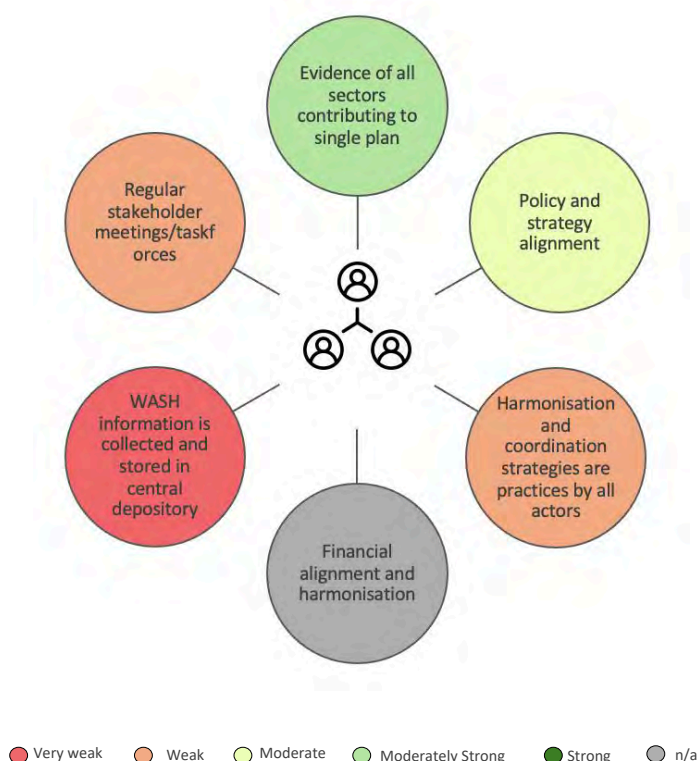 Evidence of all
sectors
contributing to
single plan
Regular
stakeholder
meetings/taskf
orces
Policy and
strategy
alignment
WASH
information is
collected and
stored in
central
depository
Harmonisation
and
coordination
strategies are
practices by all
actors
Financial
alignment and
harmonisation
Very weak
Weak
Moderate
Moderately Strong
Strong
n/a